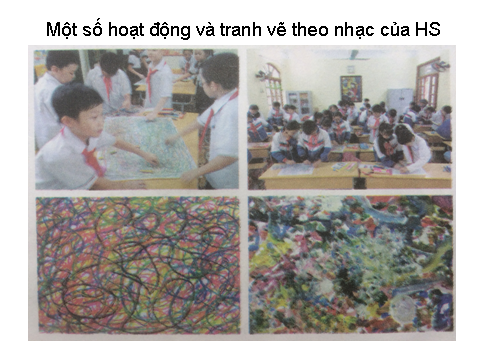 Một số hoạt động và tranh vẽ theo nhạc của HS